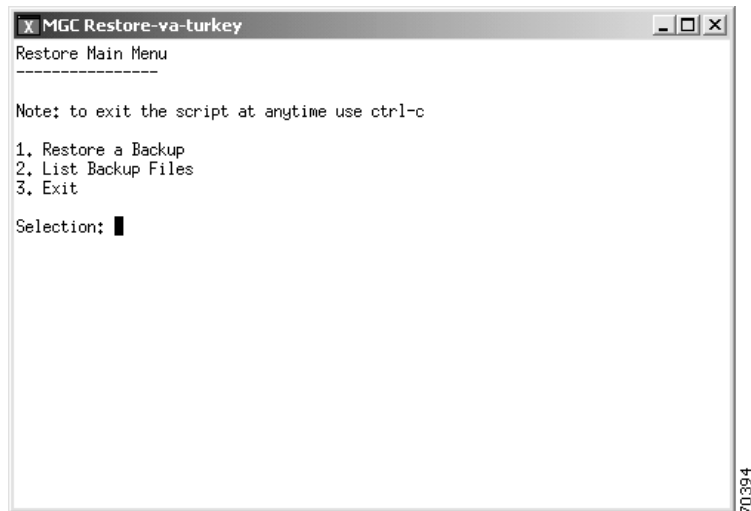 X MGC Restore-va-turkey
Restore Main Menu
----------------
Note: to exit the script at anytime use ctrl-c
1. Restore a Backup
2. List Backup Files
3. Exit
Selection:
70394